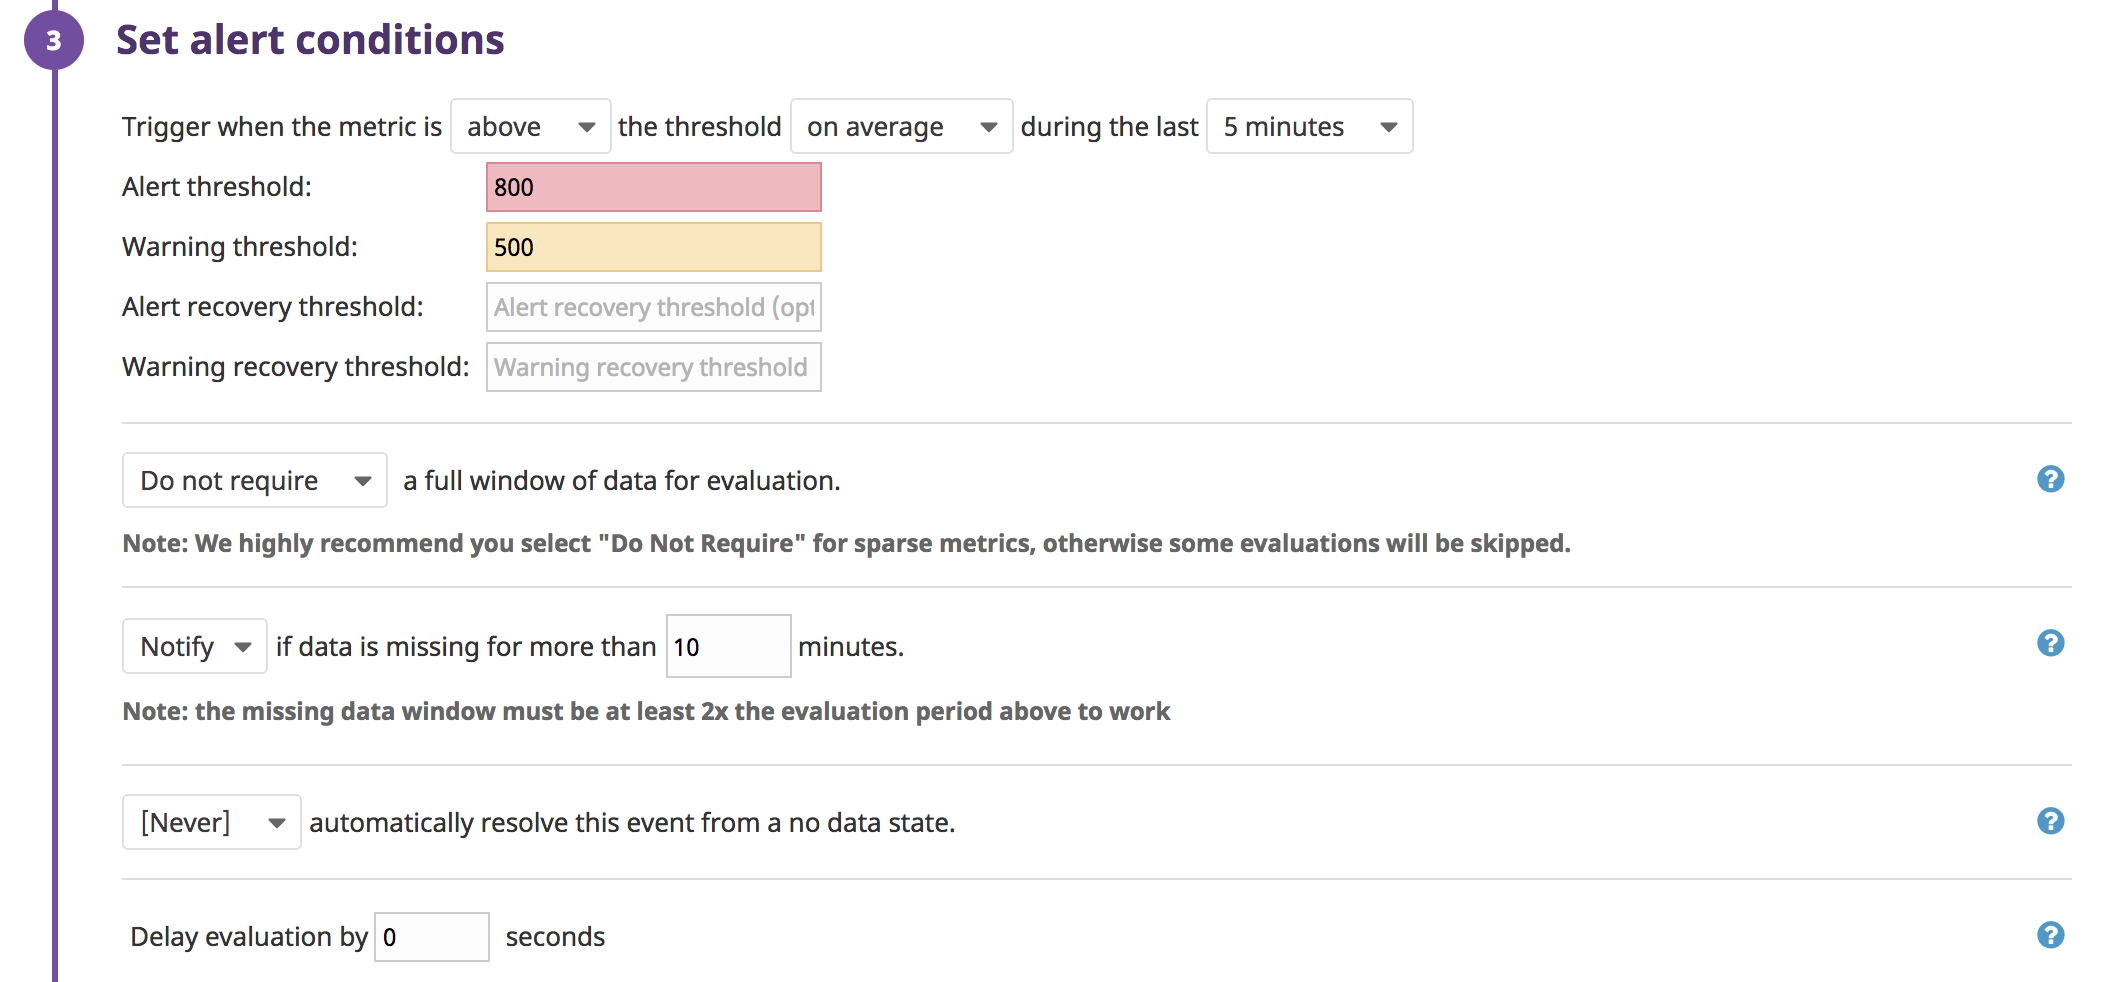 3 Set alert conditions
Trigger when the metric is above the threshold on average during the last 5 minutes
Alert threshold: 800
Warning threshold: 500
Alert recovery threshold: Alert recovery threshold (opt
Warning recovery threshold: Warning recovery threshold
Do not require a full window of data for evaluation. ?
Note: We highly recommend you select "Do Not Require" for sparse metrics, otherwise some evaluations will be skipped.
Notify if data is missing for more than 10 minutes. ?
Note: the missing data window must be at least 2x the evaluation period above to work
[Never] automatically resolve this event from a no data state. ?
Delay evaluation by 0 seconds ?